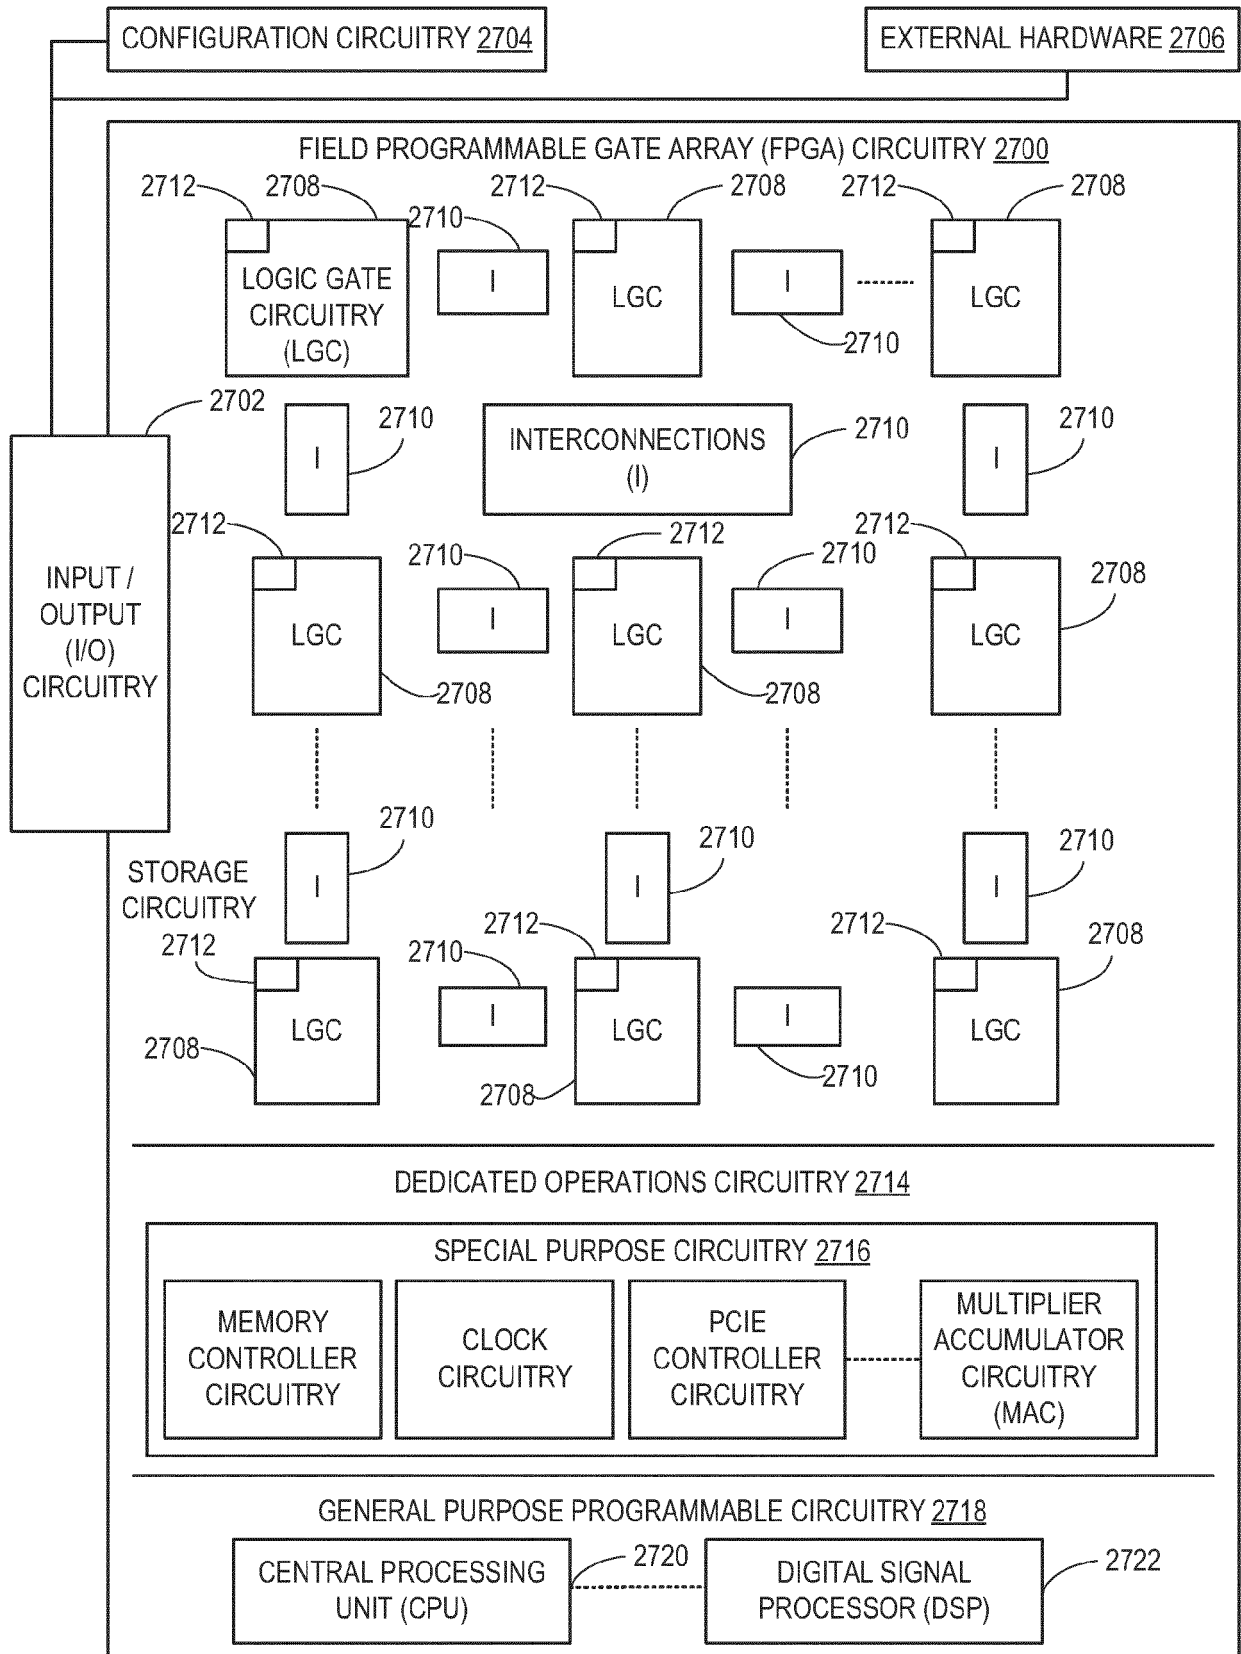 CONFIGURATION CIRCUITRY 2704
EXTERNAL HARDWARE 2706
FIELD PROGRAMMABLE GATE ARRAY (FPGA) CIRCUITRY 2700
2712
2708
2710
2712
2708
2712
2708
LOGIC GATE
CIRCUITRY
(LGC)
I
LGC
I
LGC
2710
2702
I
2710
INTERCONNECTIONS
(I)
2710
I
2710
INPUT /
OUTPUT
(I/O)
CIRCUITRY
2712
2710
2712
2710
2712
LGC
I
LGC
I
LGC
2708
2708
2708
2710
I
2710
I
2710
I
STORAGE
CIRCUITRY
2712
2710
2712
2712
2708
LGC
I
LGC
I
LGC
2708
2708
2710
DEDICATED OPERATIONS CIRCUITRY 2714
SPECIAL PURPOSE CIRCUITRY 2716
MEMORY
CONTROLLER
CIRCUITRY
CLOCK
CIRCUITRY
PCIE
CONTROLLER
CIRCUITRY
MULTIPLIER
ACCUMULATOR
CIRCUITRY
(MAC)
GENERAL PURPOSE PROGRAMMABLE CIRCUITRY 2718
CENTRAL PROCESSING
UNIT (CPU)
2720
DIGITAL SIGNAL
PROCESSOR (DSP)
2722